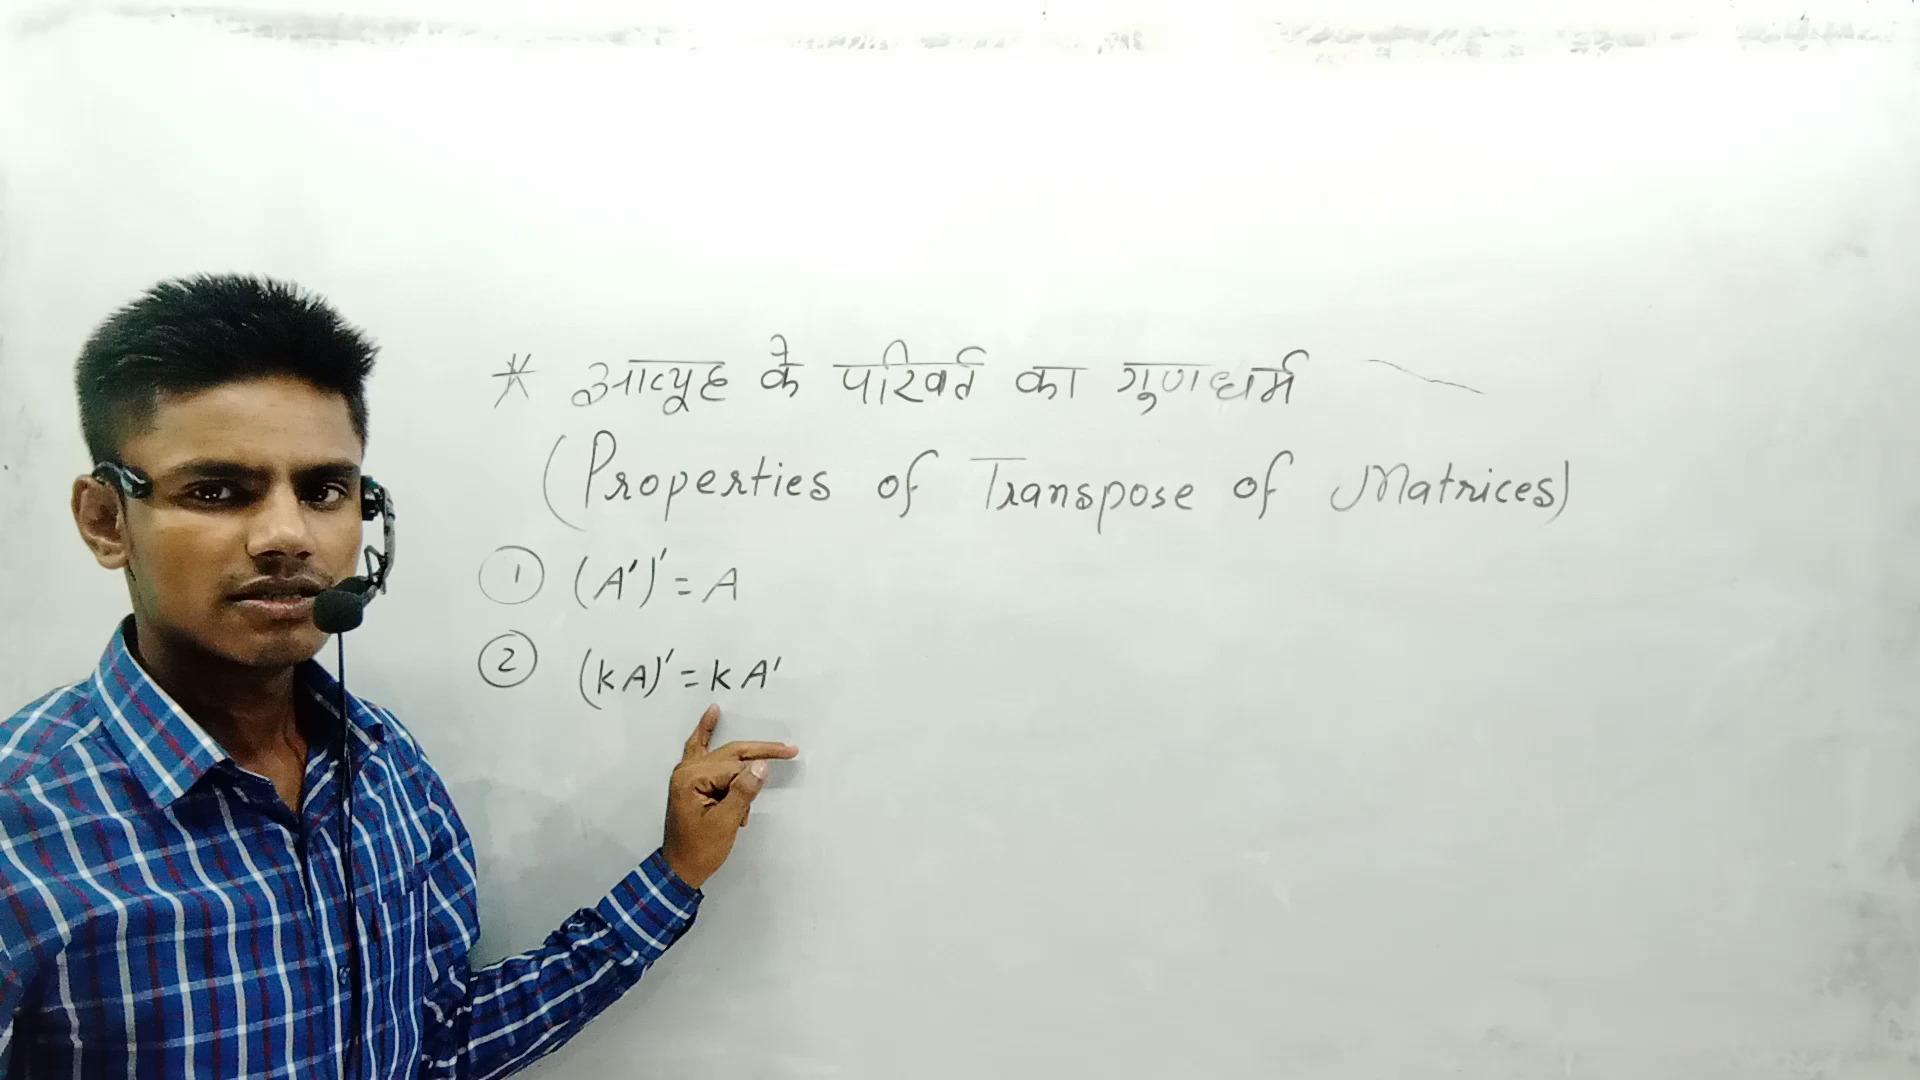 * आव्यूह के परिवर्त का गुणधर्म
(Properties of Transpose of Matrices)
① (A')' = A
② (kA)' = kA'